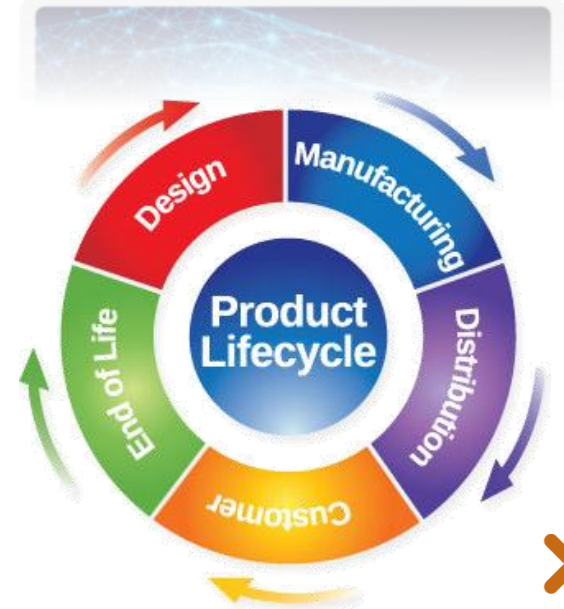 Design
Manufacturing
Distribution
Customer
End of Life
Product
Lifecycle